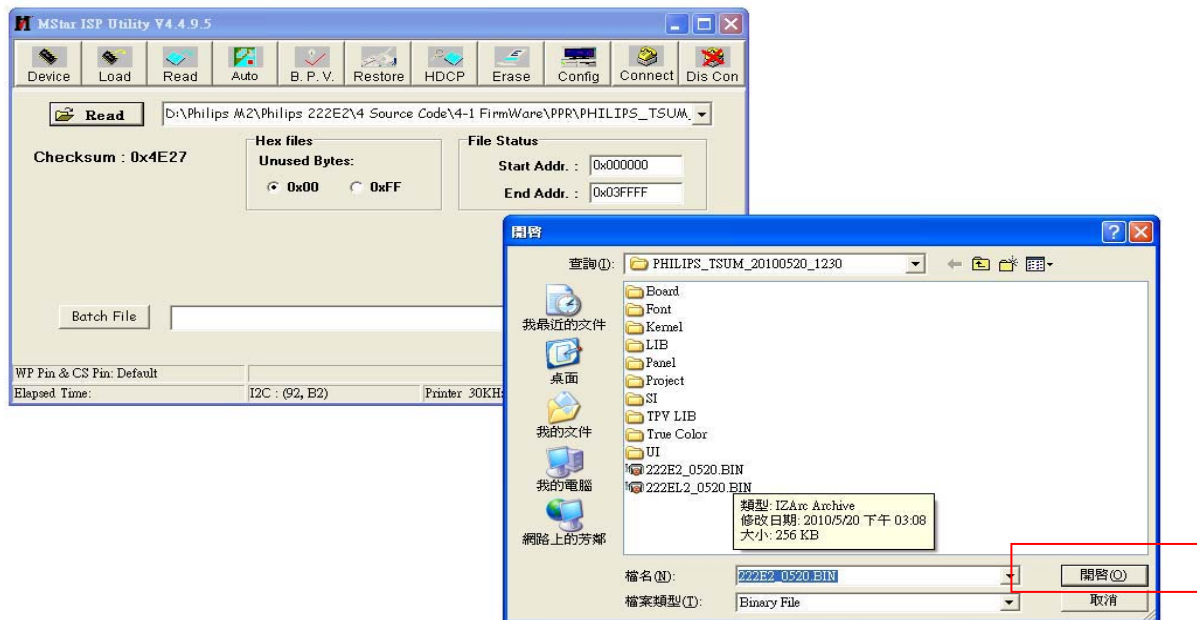 MStar ISP Utility V4.4.9.5
Device Load Read Auto B. P. V. Restore HDCP Erase Config Connect Dis Con
Read D:\Philips M2\Philips 222E2\4 Source Code\4-1 FirmWare\PPR\PHILIPS_TSUM_
Checksum : 0x4E27
Hex files
Unused Bytes:
0x00 0xFF
File Status
Start Addr. : 0x000000
End Addr. : 0x03FFFF
Batch File
WP Pin & CS Pin: Default
Elapsed Time: I2C : (92, B2) Printer 30KH
開啓
查詢(I): PHILIPS_TSUM_20100520_1230
我最近的文件
桌面
我的文件
我的電腦
網路上的芳鄰
Board
Font
Kernel
LIB
Panel
Project
SI
TPV LIB
True Color
UI
222E2_0520.BIN
222EL2_0520.BIN
類型: IZArc Archive
修改日期: 2010/5/20 下午 03:08
大小: 256 KB
檔名(N): 222E2_0520.BIN 開啓(O)
檔案類型(T): Binary File 取消